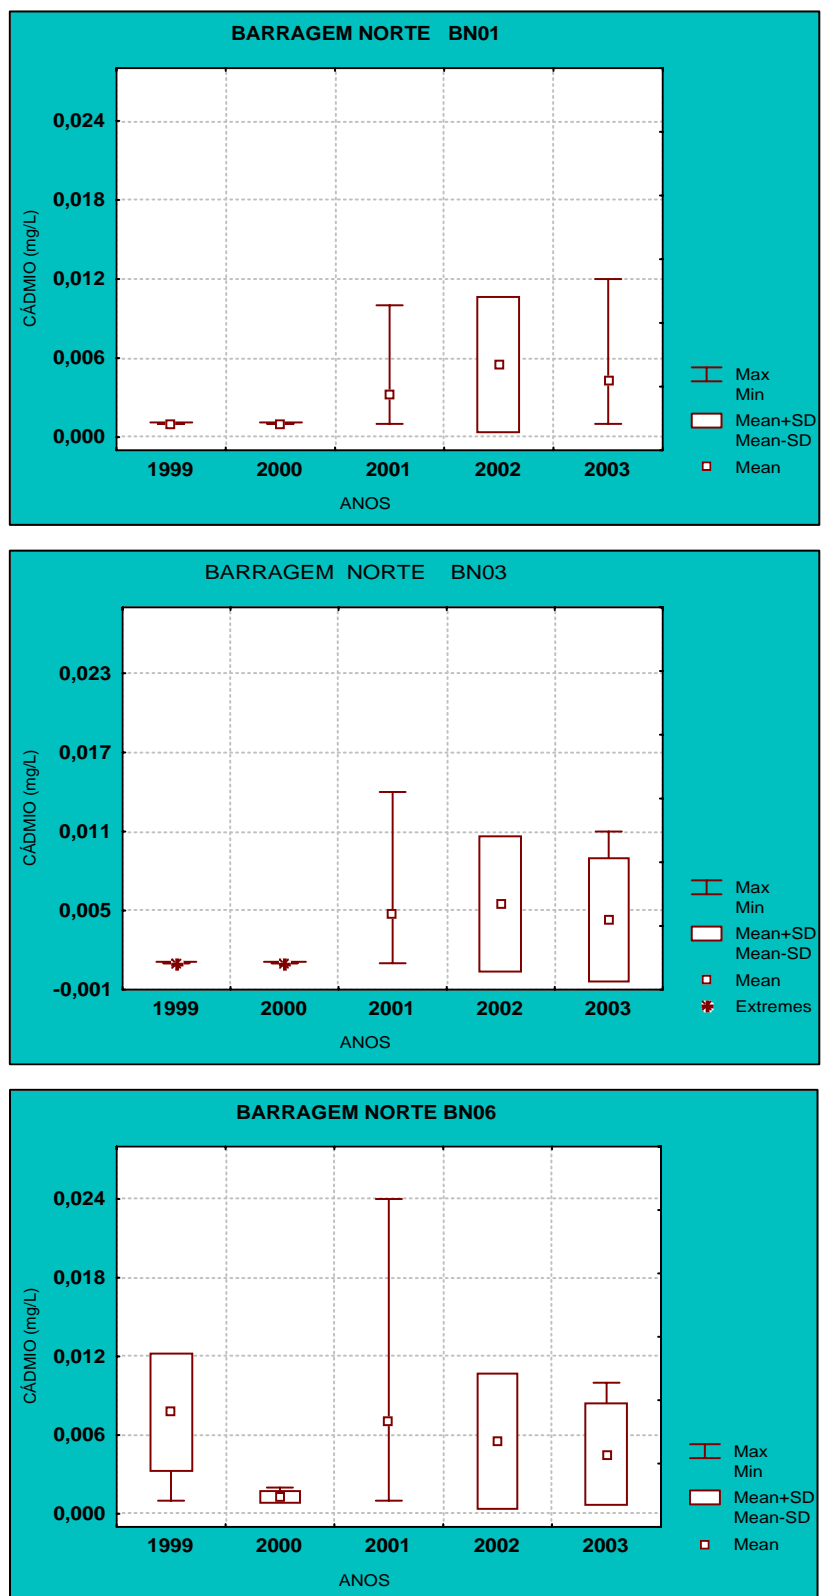 BARRAGEM NORTE BN01
CÁDMIO (mg/L)
0,024
0,018
0,012
0,006
0,000
1999 2000 2001 2002 2003
ANOS
Max
Min
Mean+SD
Mean-SD
Mean
BARRAGEM NORTE BN03
CÁDMIO (mg/L)
0,023
0,017
0,011
0,005
-0,001
1999 2000 2001 2002 2003
ANOS
Max
Min
Mean+SD
Mean-SD
Mean
Extremes
BARRAGEM NORTE BN06
CÁDMIO (mg/L)
0,024
0,018
0,012
0,006
0,000
1999 2000 2001 2002 2003
ANOS
Max
Min
Mean+SD
Mean-SD
Mean